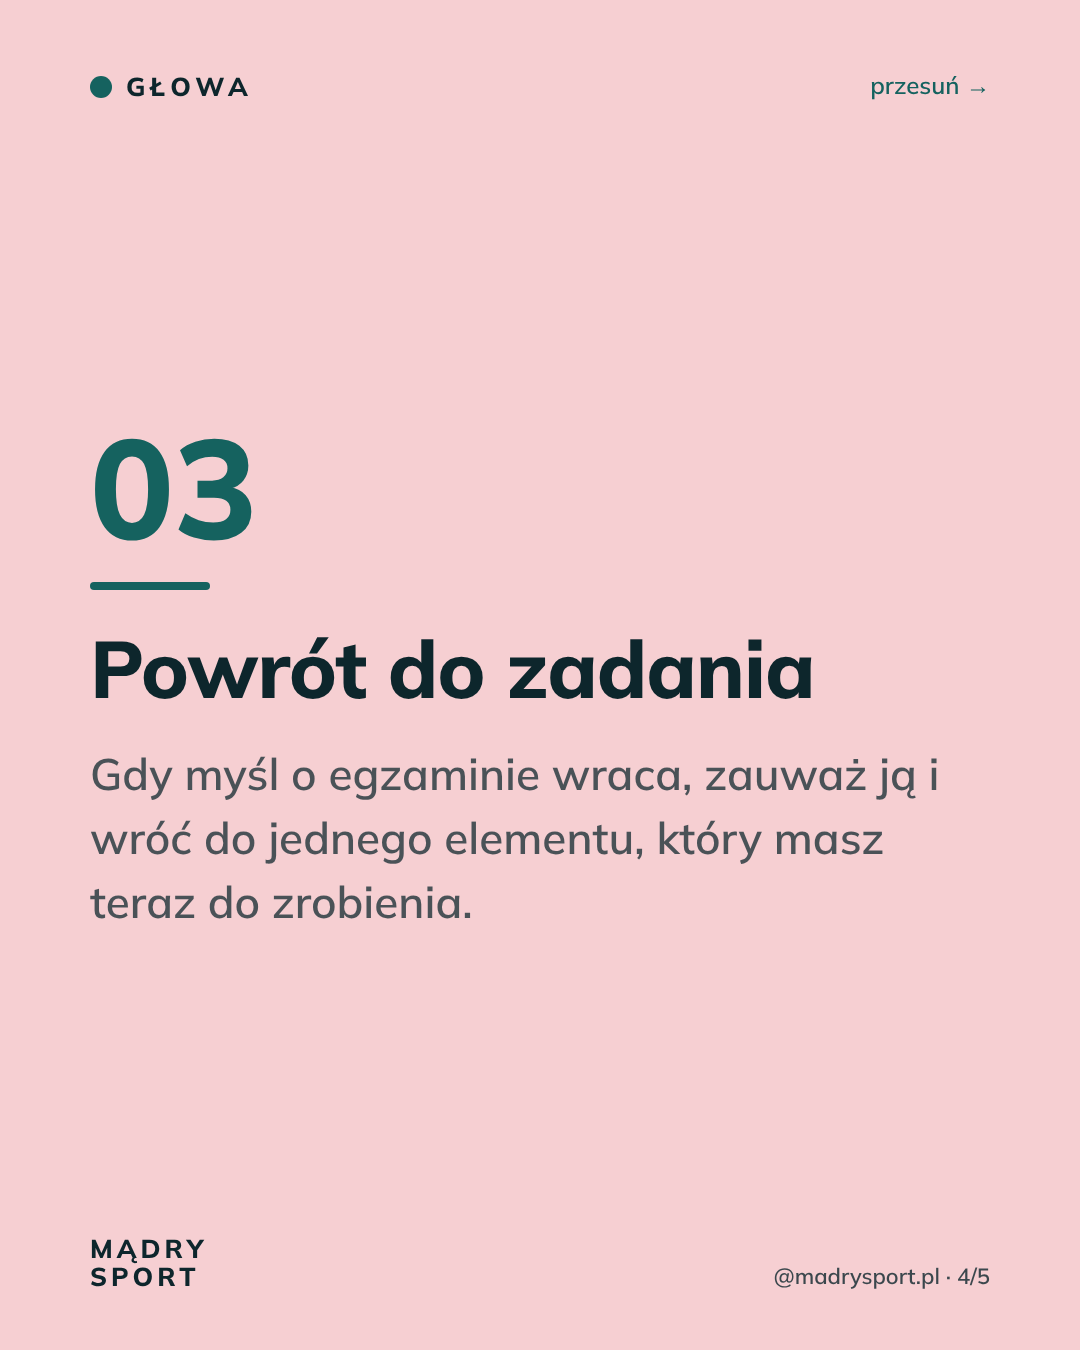 GŁOWA
przesuń →
03
Powrót do zadania
Gdy myśl o egzaminie wraca, zauważ ją i
wróć do jednego elementu, który masz
teraz do zrobienia.
MĄDRY
SPORT
@madrysport.pl · 4/5